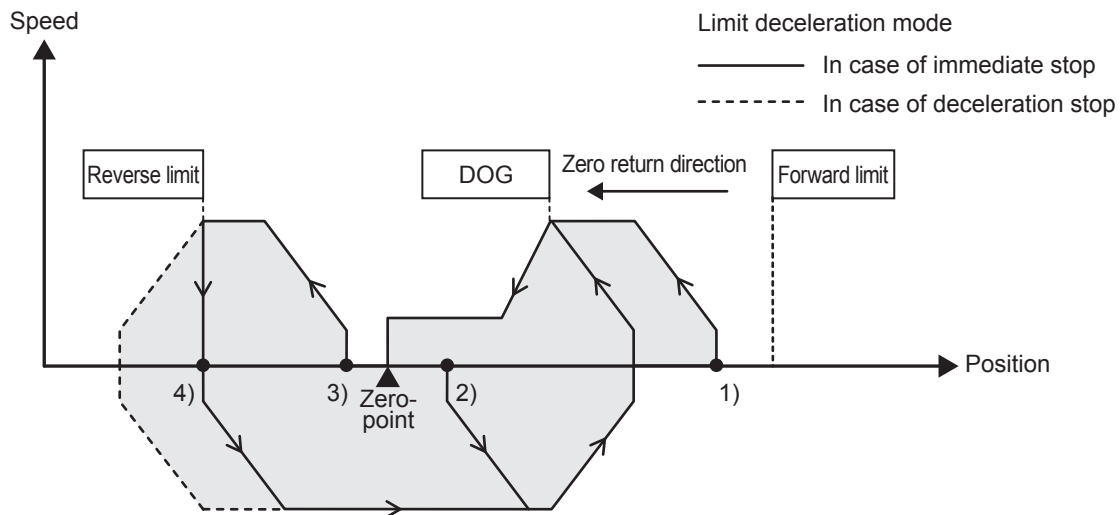 Speed
Limit deceleration mode
In case of immediate stop
In case of deceleration stop
Reverse limit
DOG
Zero return direction
Forward limit
Position
4)
3)
Zero-
point
2)
1)